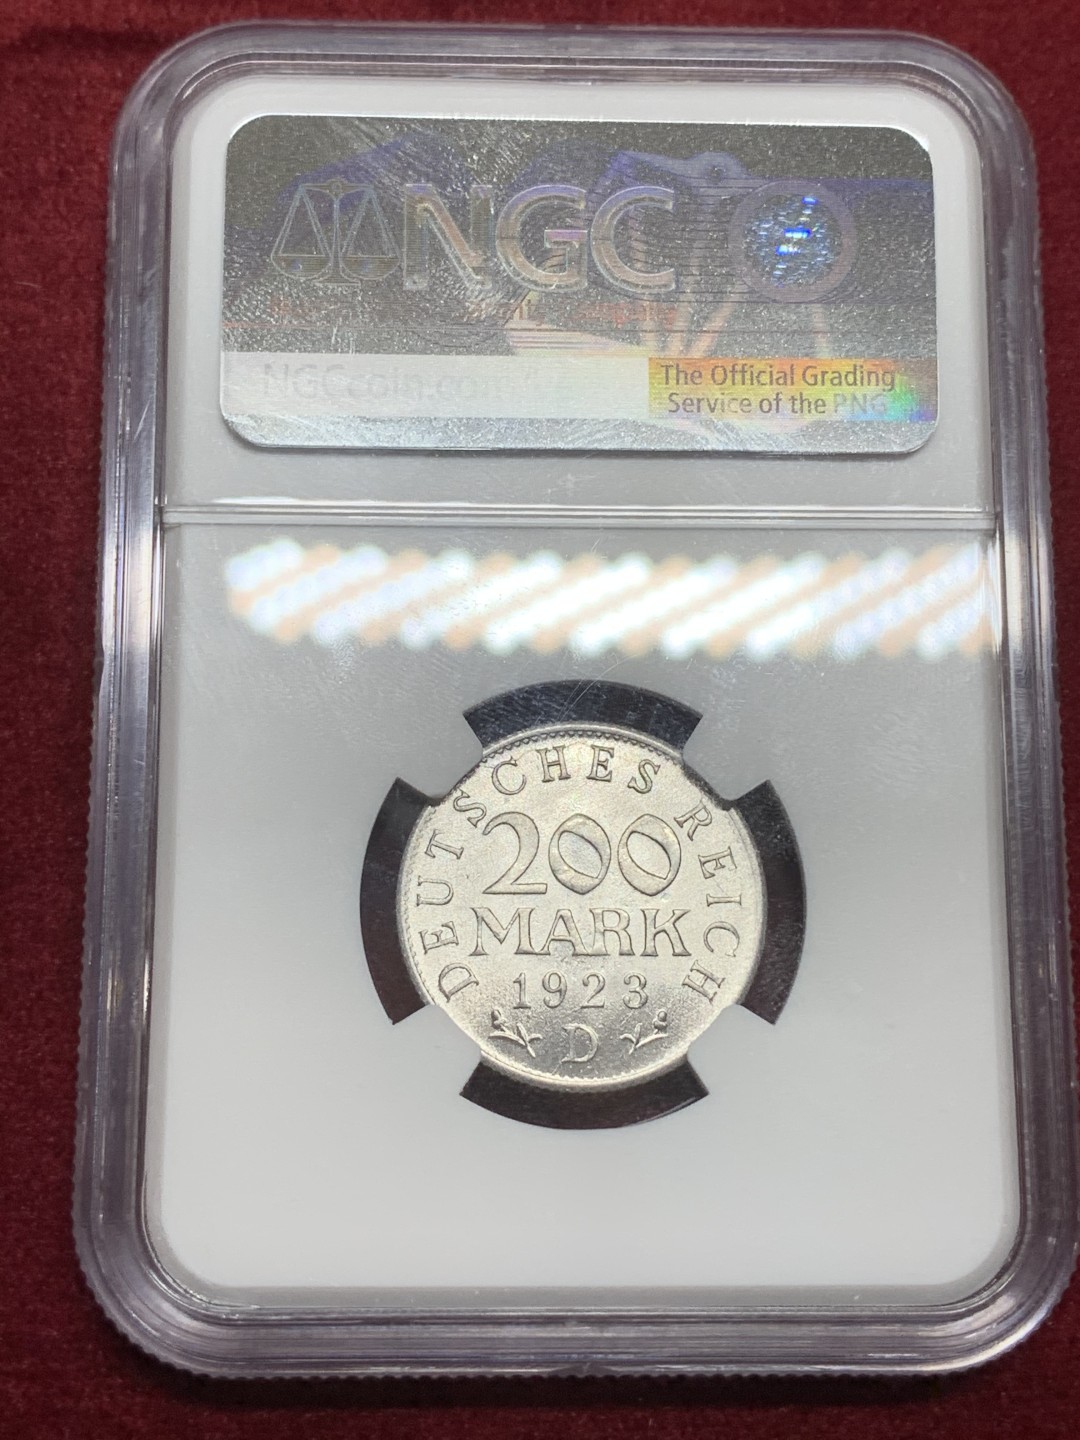 NGC
NGCcoin.com
The Official Grading
Service of the PNG
DEUTSCHES REICH
200
MARK
1923
D